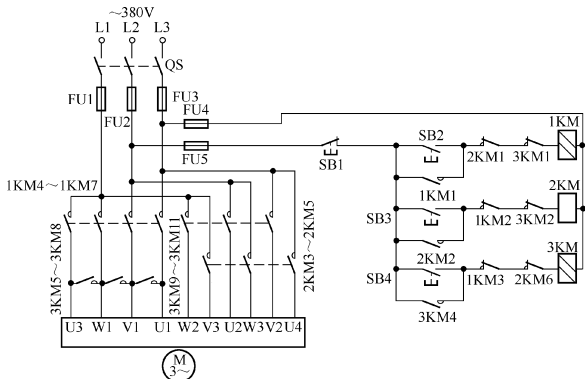 ~380V
L1 L2 L3
QS
FU1
FU2
FU3
FU4
FU5
SB1
SB2
1KM
2KM1
3KM1
1KM1
2KM
SB3
1KM2
3KM2
2KM2
3KM
SB4
1KM3
2KM6
3KM4
1KM4～1KM7
3KM5～3KM8
3KM9～3KM11
2KM3～2KM5
U3 W1 V1 U1 W2 V3 U2 W3 V2 U4
M
3～